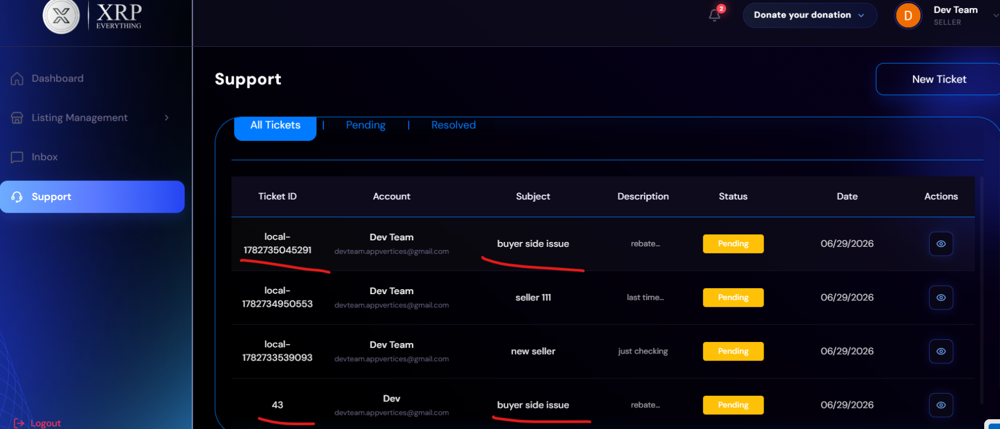 XRP
EVERYTHING
2
Donate your donation
D
Dev Team
SELLER
Dashboard
Listing Management
Inbox
Support
Logout
Support
New Ticket
All Tickets | Pending | Resolved
Ticket ID Account Subject Description Status Date Actions
local-
1782735045291
Dev Team
devteam.appvertices@gmail.com
buyer side issue
rebate...
Pending
06/29/2026
local-
1782734950553
Dev Team
devteam.appvertices@gmail.com
seller 111
last time...
Pending
06/29/2026
local-
1782733539093
Dev Team
devteam.appvertices@gmail.com
new seller
just checking
Pending
06/29/2026
43
Dev
devteam.appvertices@gmail.com
buyer side issue
rebate...
Pending
06/29/2026